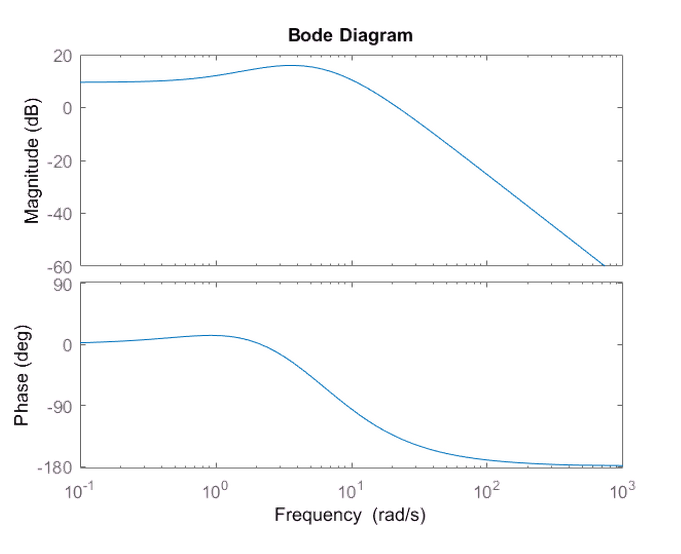 Bode Diagram
Magnitude (dB)
20
0
-20
-40
-60
Phase (deg)
90
0
-90
-180
10^-1 10^0 10^1 10^2 10^3
Frequency (rad/s)